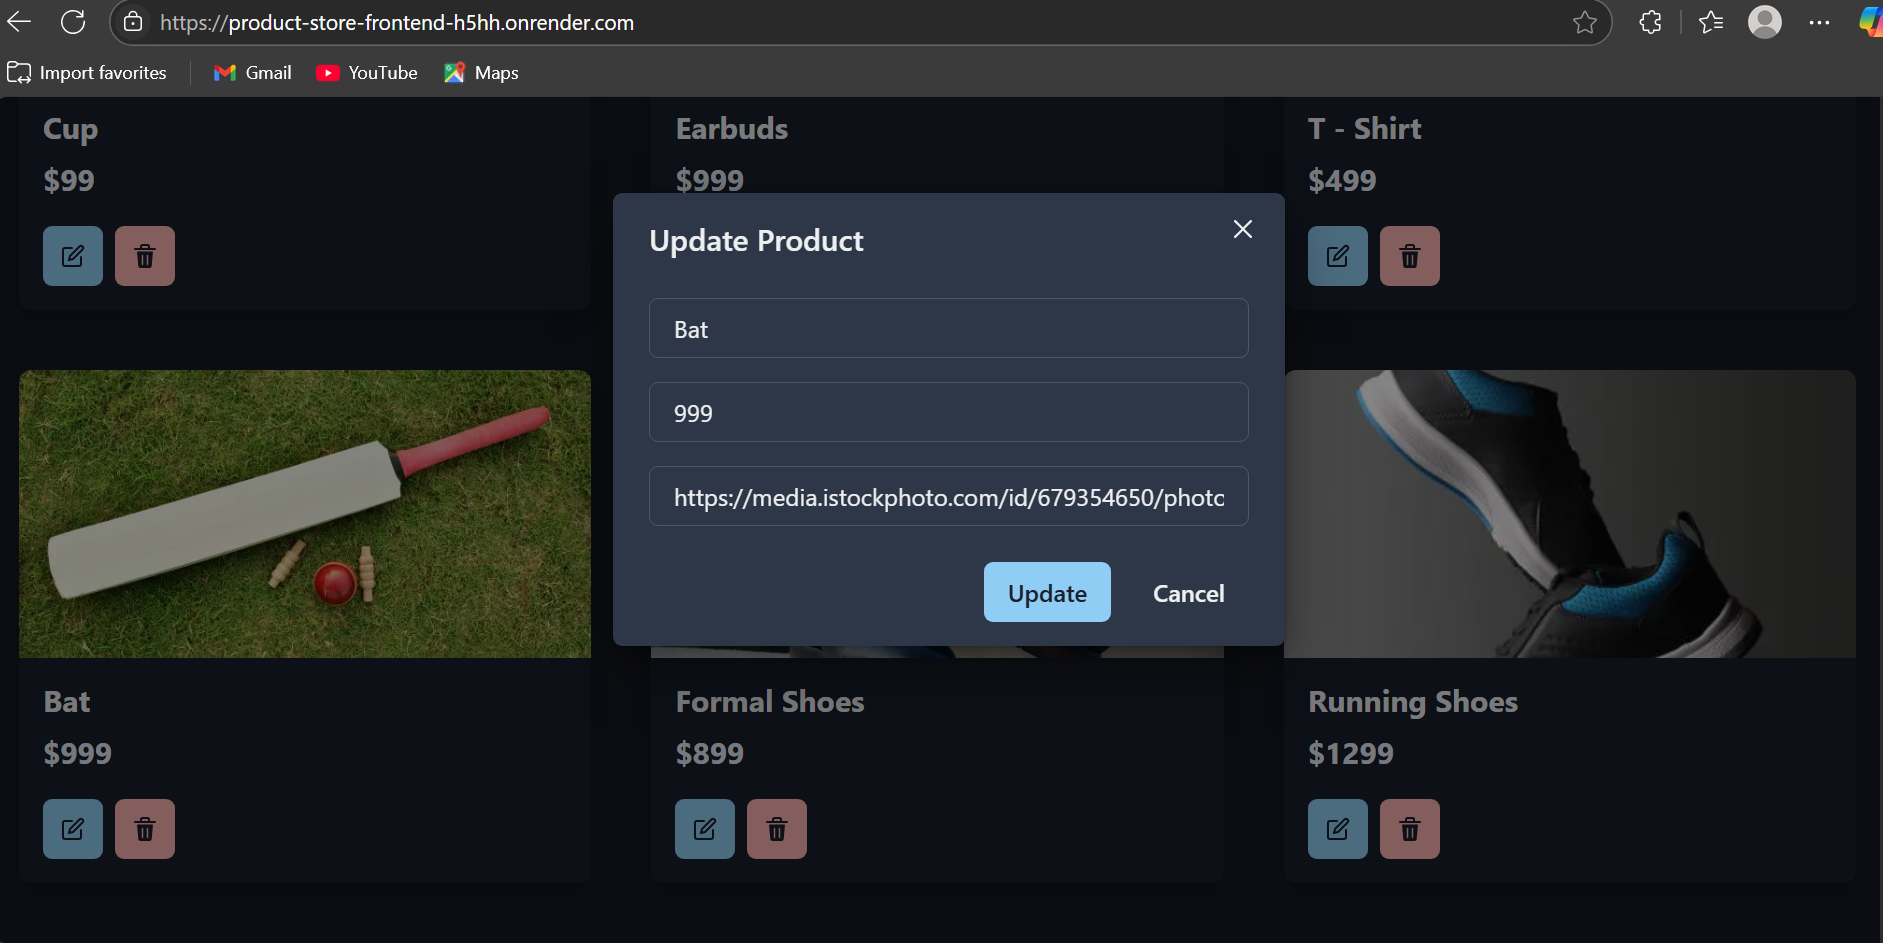 https://product-store-frontend-h5hh.onrender.com
Import favorites
Gmail
YouTube
Maps
Cup
$99
Earbuds
$999
T - Shirt
$499
Update Product
Bat
999
https://media.istockphoto.com/id/679354650/photo
Update
Cancel
Bat
$999
Formal Shoes
$899
Running Shoes
$1299